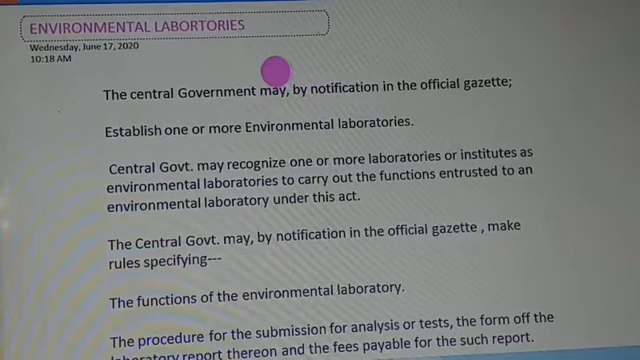 ENVIRONMENTAL LABORTORIES
Wednesday, June 17, 2020
10:18 AM
The central Government may, by notification in the official gazette;
Establish one or more Environmental laboratories.
Central Govt. may recognize one or more laboratories or institutes as
environmental laboratories to carry out the functions entrusted to an
environmental laboratory under this act.
The Central Govt. may, by notification in the official gazette , make
rules specifying---
The functions of the environmental laboratory.
The procedure for the submission for analysis or tests, the form off the
laboratory report thereon and the fees payable for the such report.